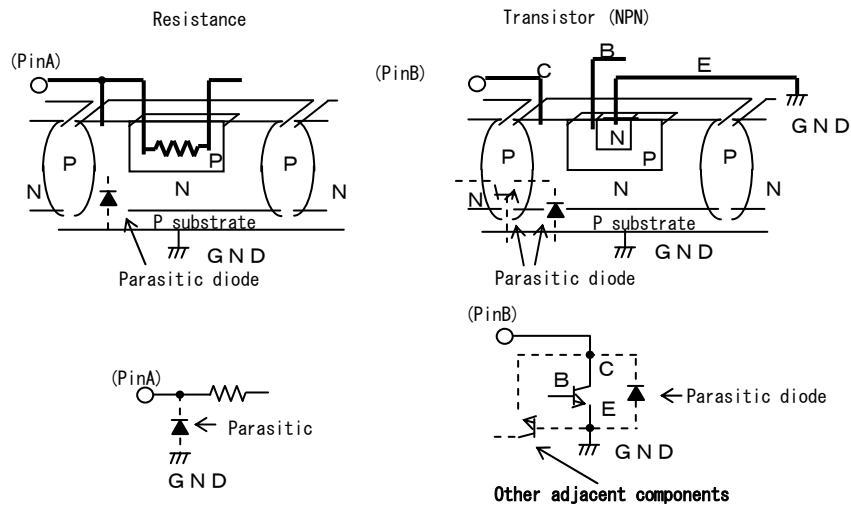 Resistance
(PinA)
P
P
P
N
N
N
P substrate
GND
Parasitic diode
Transistor (NPN)
(PinB)
C
B
E
GND
P
N
P
P
N
N
N
P substrate
GND
Parasitic diode
(PinA)
Parasitic
GND
(PinB)
C
B
E
Parasitic diode
GND
Other adjacent components